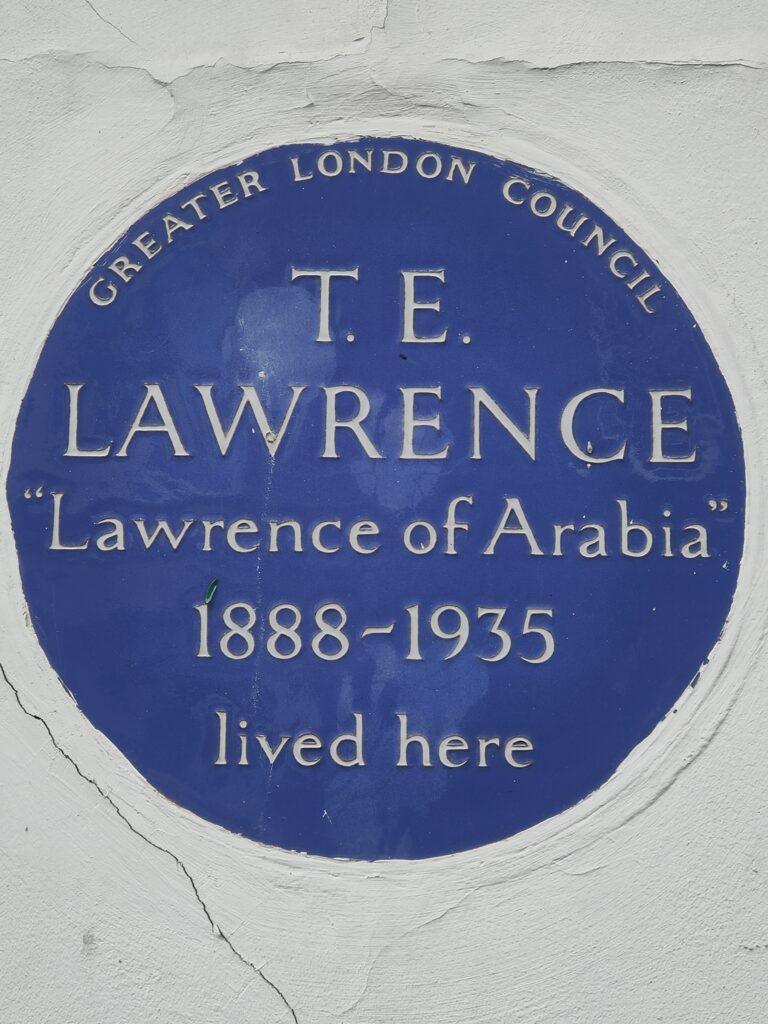 GREATER LONDON COUNCIL
T. E.
LAWRENCE
“Lawrence of Arabia”
1888~1935
lived here